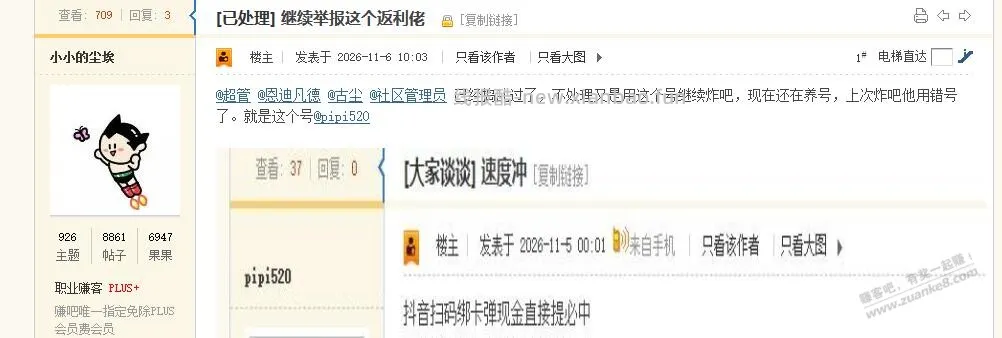 查看: 709 | 回复: 3
[已处理] 继续举报这个返利佬 [复制链接]
小小的尘埃
楼主 | 发表于 2026-11-6 10:03 | 只看该作者 | 只看大图
1# 电梯直达
@超管 @恩迪凡德 @古尘 @社区管理员 已经搞过了,不处理又是用这个号继续炸吧，现在还在养号，上次炸吧他用错号
了。就是这个号@pipi520
查看: 37 | 回复: 0
[大家谈谈] 速度冲 [复制链接]
楼主 | 发表于 2026-11-5 00:01 来自手机 | 只看该作者 | 只看大图
pipi520
抖音扫码绑卡弹现金直接提必中
926 8861 6947
主题 帖子 果果
职业赚客 PLUS+
赚吧唯一指定免除PLUS
会员费会员
赚客吧，有奖一起赚！
www.zuanke8.com